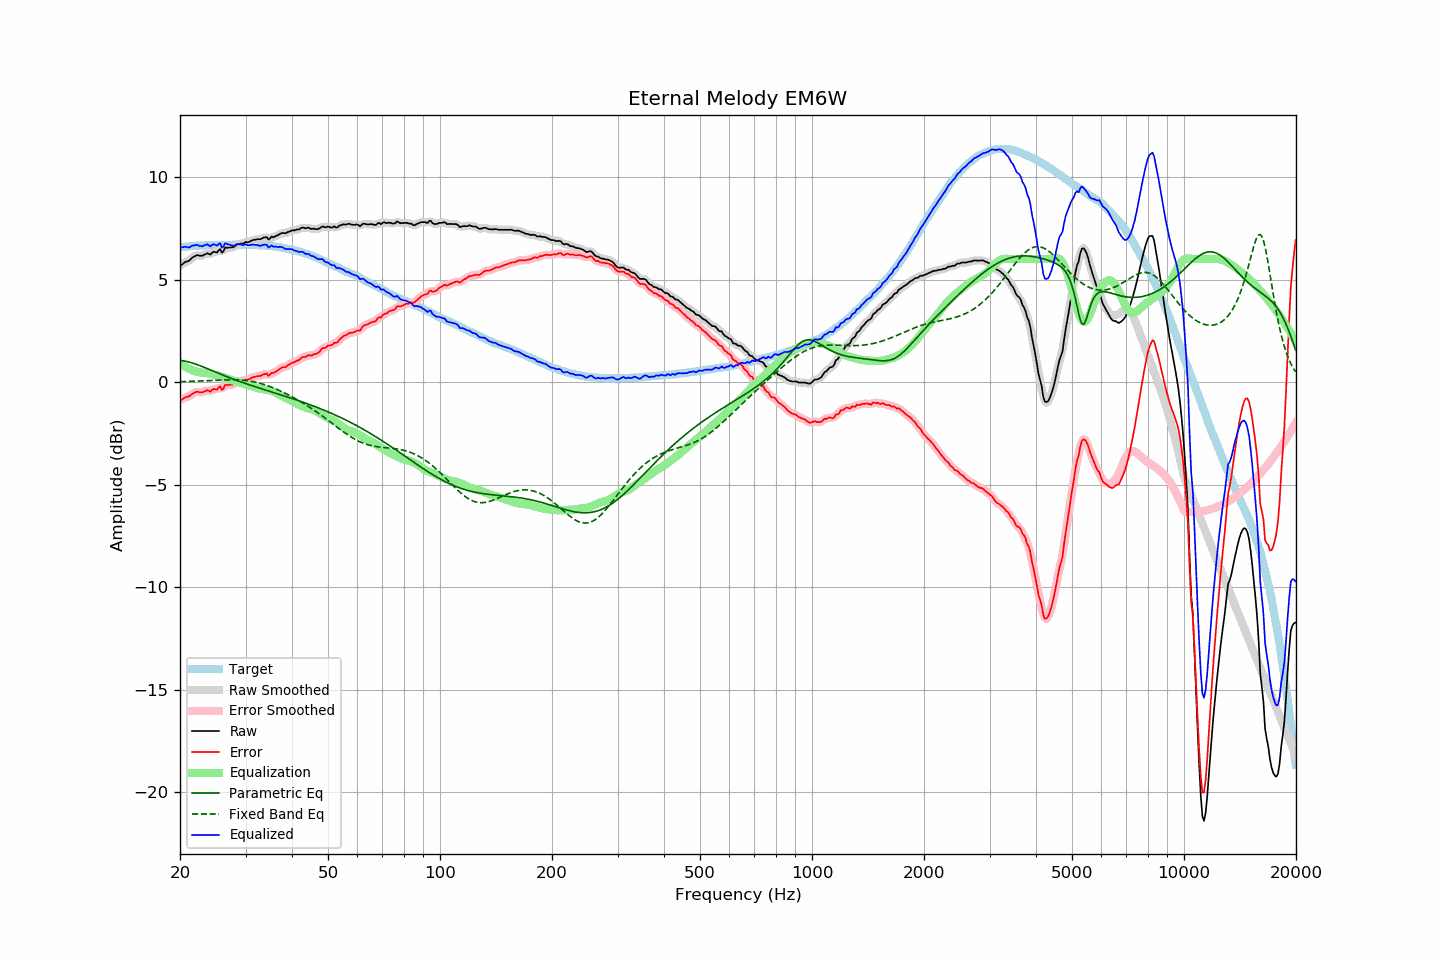 Eternal Melody EM6W
Amplitude (dBr)
10
5
0
−5
−10
−15
−20
Target
Raw Smoothed
Error Smoothed
Raw
Error
Equalization
Parametric Eq
Fixed Band Eq
Equalized
20 50 100 200 500 1000 2000 5000 10000 20000
Frequency (Hz)